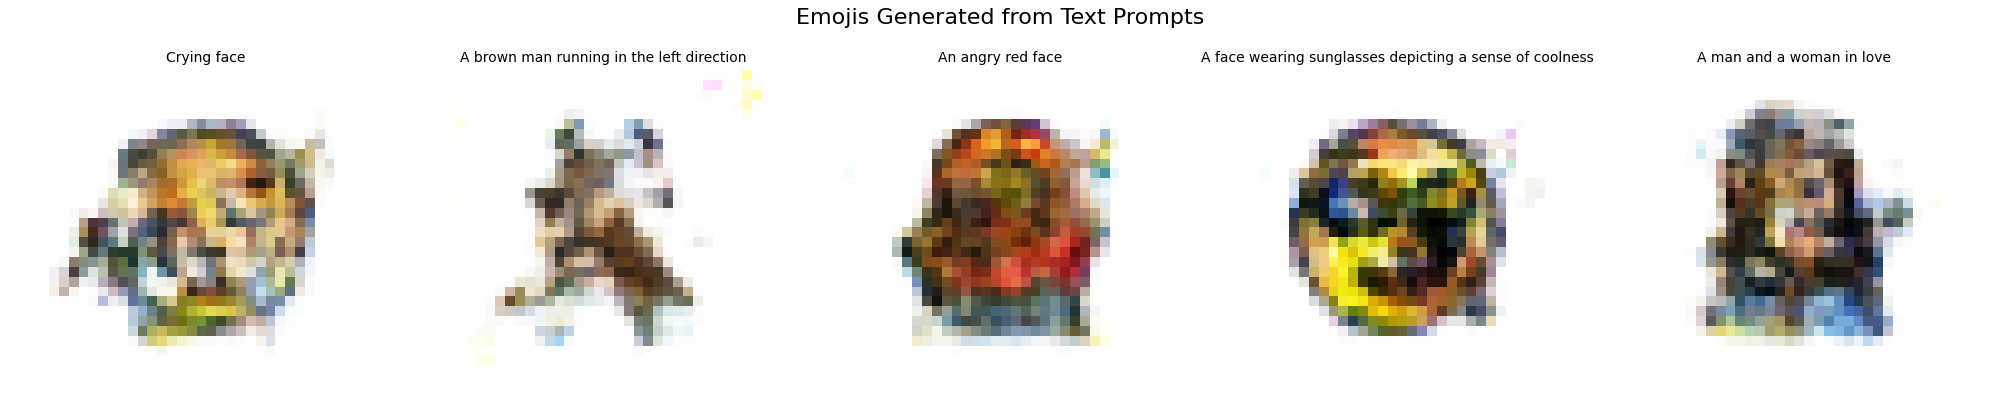 Emojis Generated from Text Prompts
Crying face
A brown man running in the left direction
An angry red face
A face wearing sunglasses depicting a sense of coolness
A man and a woman in love